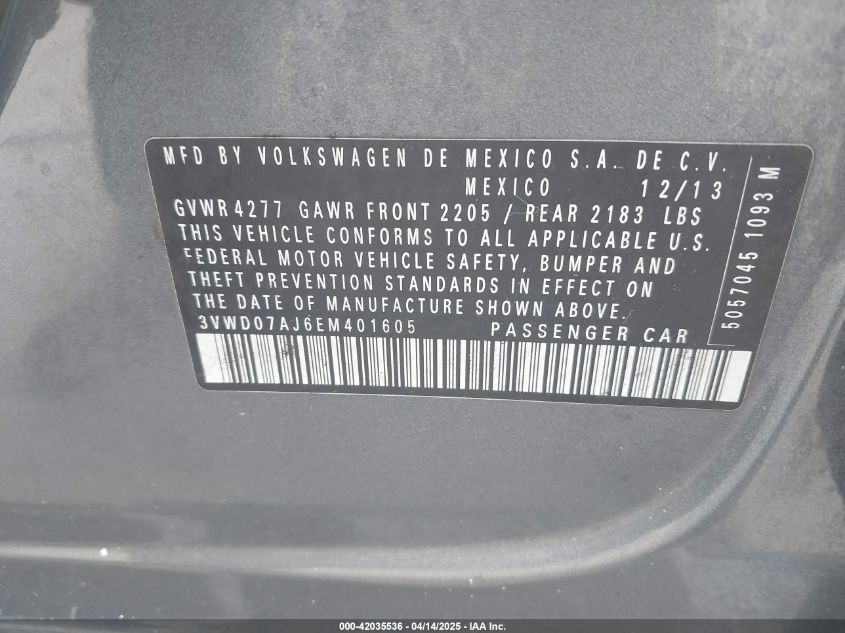 MFD BY VOLKSWAGEN DE MEXICO S.A. DE C.V.
MEXICO 12/13
GVWR 4277 GAWR FRONT 2205 / REAR 2183 LBS
THIS VEHICLE CONFORMS TO ALL APPLICABLE U.S.
FEDERAL MOTOR VEHICLE SAFETY, BUMPER AND
THEFT PREVENTION STANDARDS IN EFFECT ON
THE DATE OF MANUFACTURE SHOWN ABOVE.
3VWD07AJ6EM401605 PASSENGER CAR
5057045 1093 M
000-42035536 - 04/14/2025 - IAA Inc.